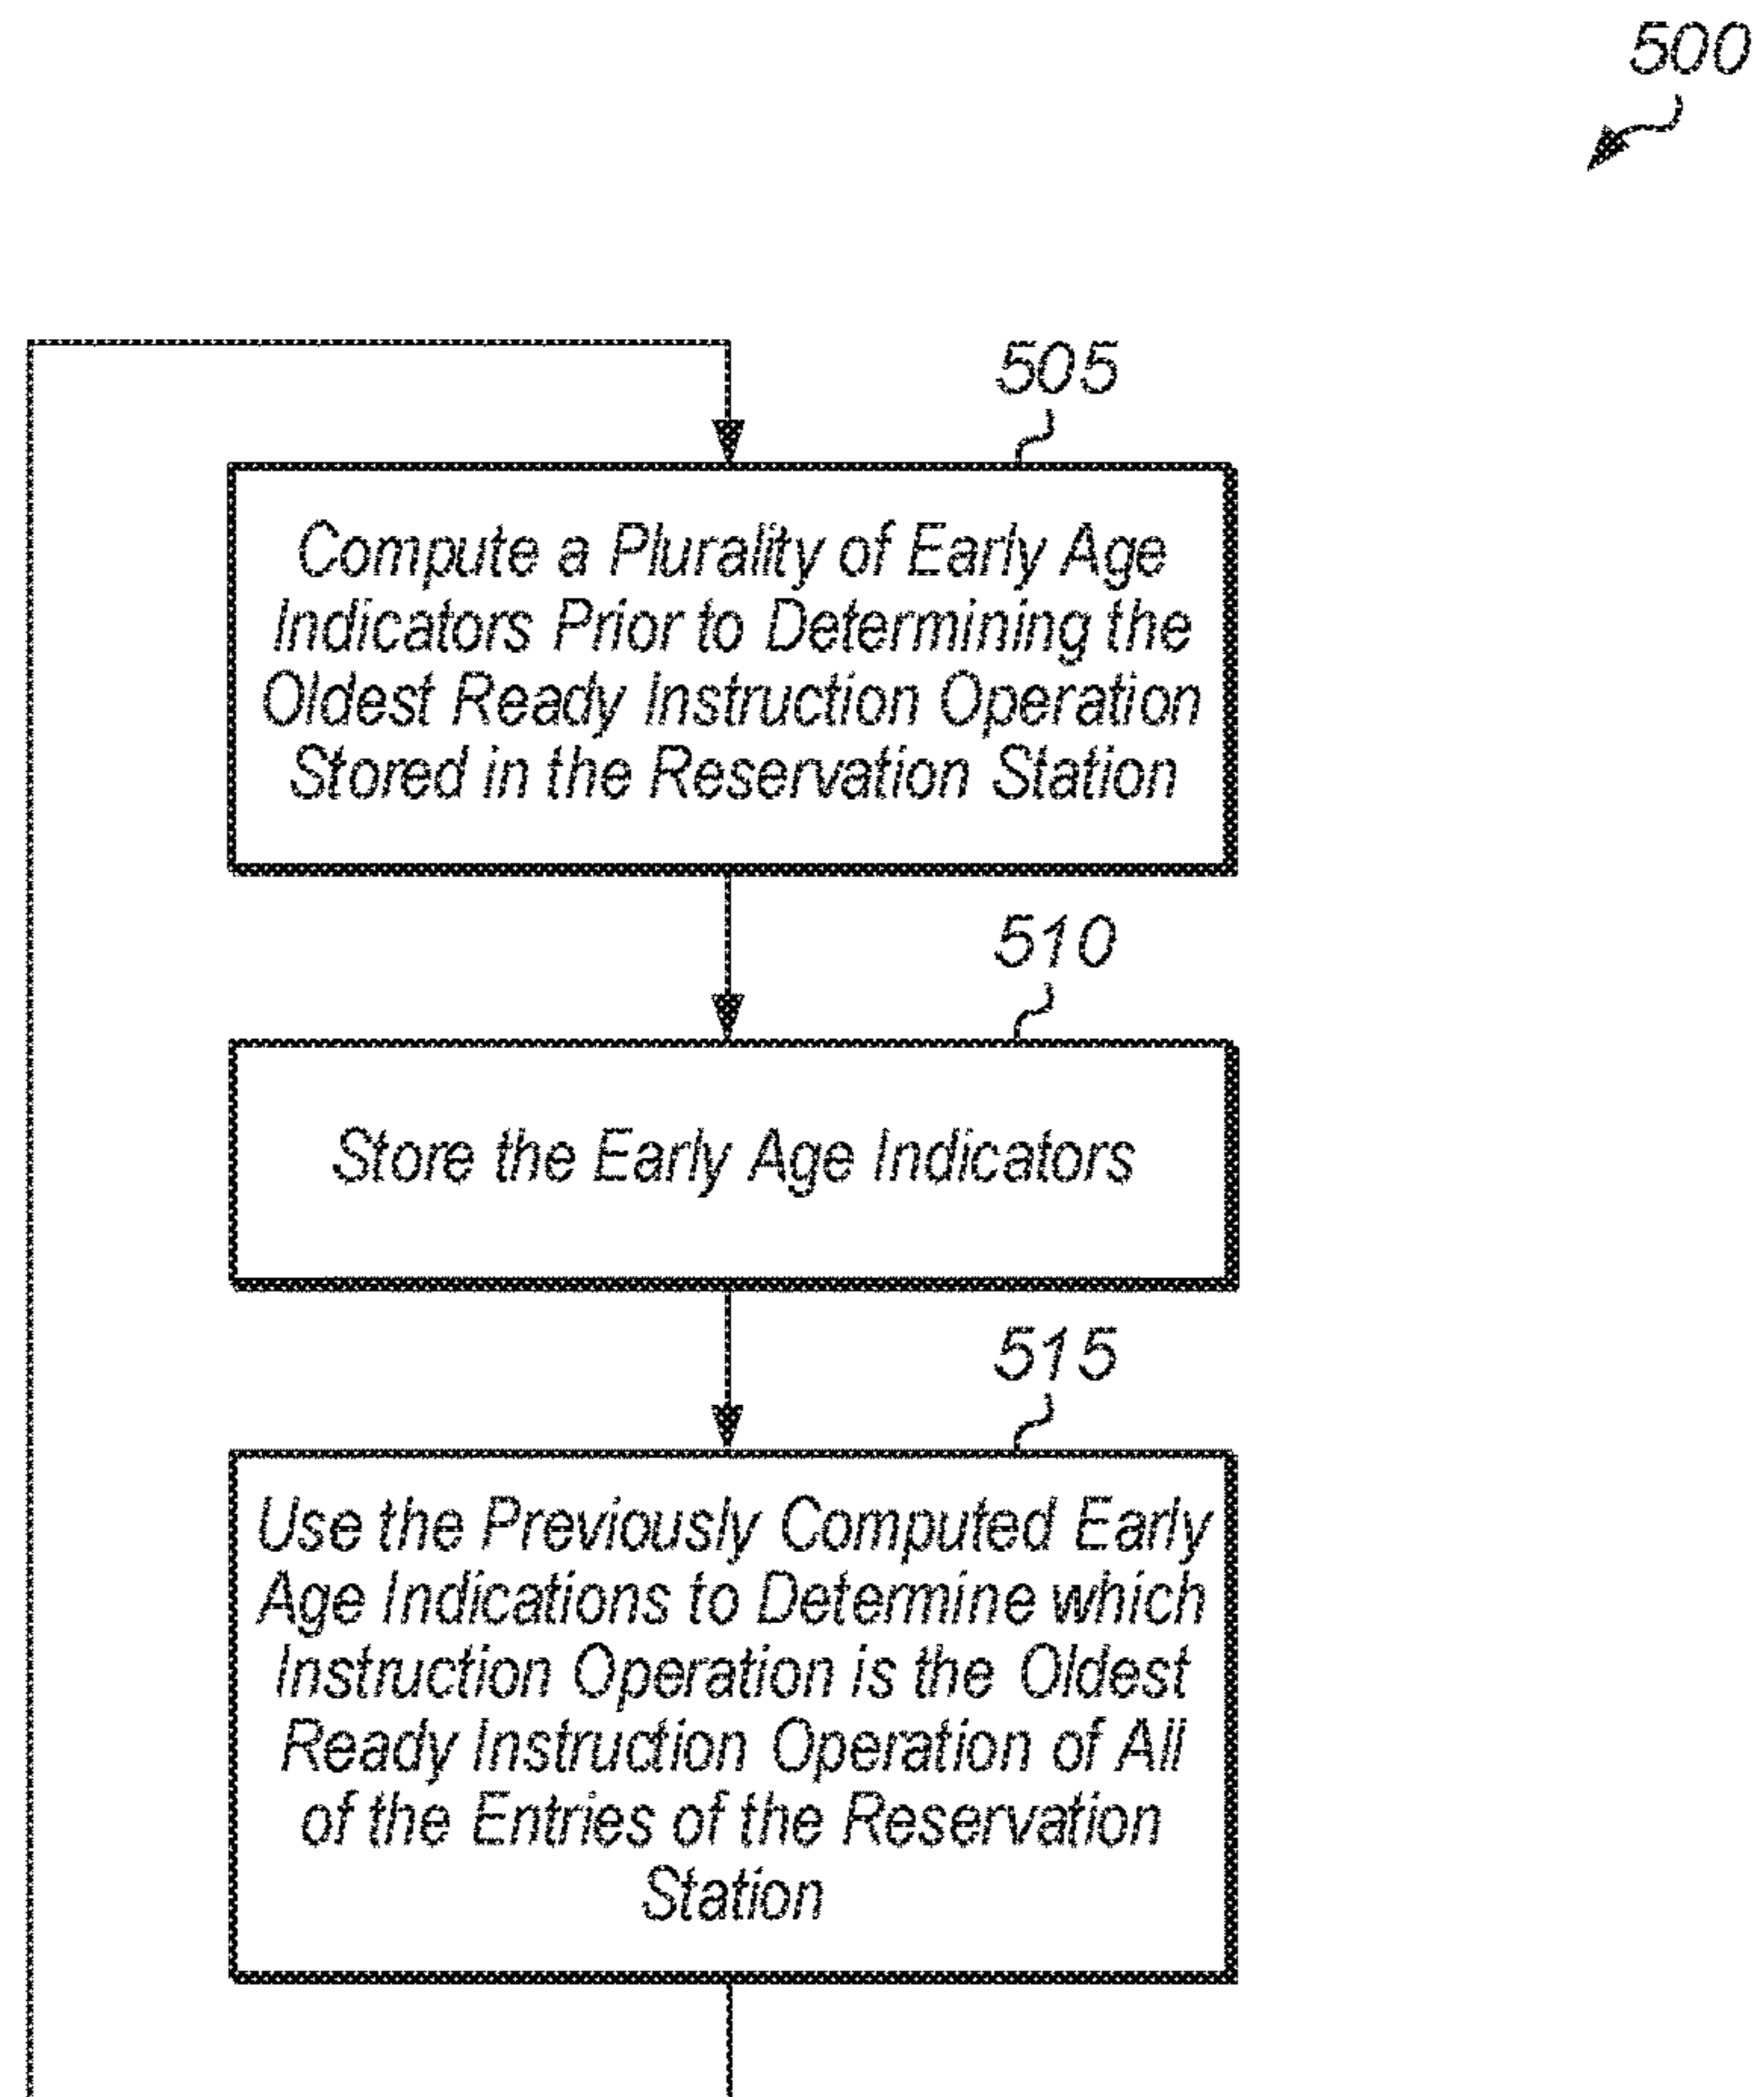 500
505
Compute a Plurality of Early Age
Indicators Prior to Determining the
Oldest Ready Instruction Operation
Stored in the Reservation Station
510
Store the Early Age Indicators
515
Use the Previously Computed Early
Age Indications to Determine which
Instruction Operation is the Oldest
Ready Instruction Operation of All
of the Entries of the Reservation
Station